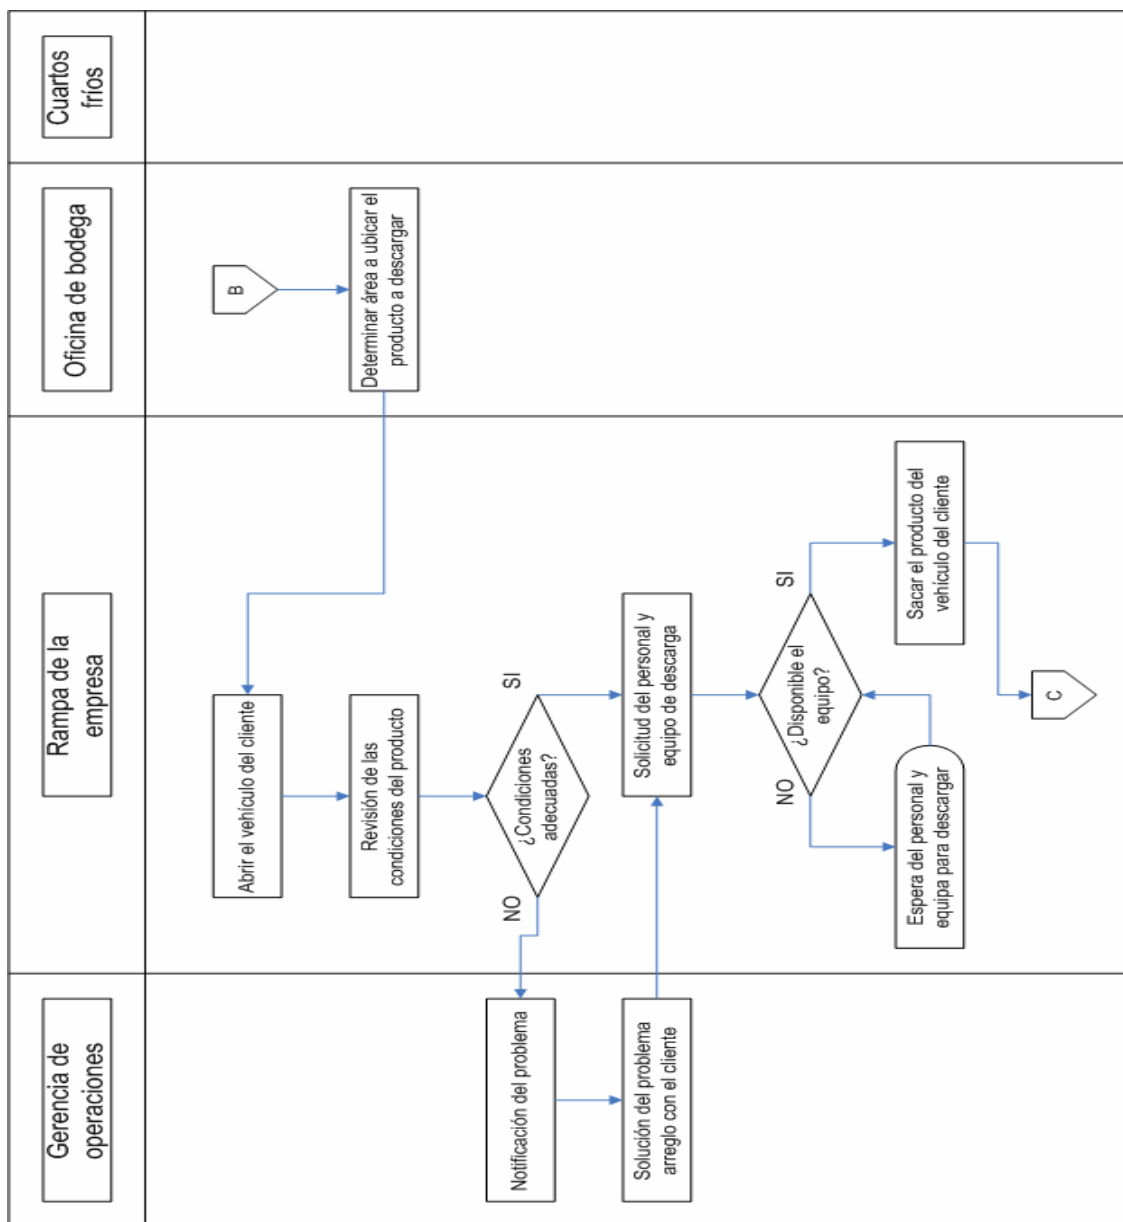 Gerencia de
operaciones
Rampa de la
empresa
Oficina de bodega
Cuartos
fríos
B
Abrir el vehículo del cliente
Determinar área a ubicar el
producto a descargar
Revisión de las
condiciones del producto
¿Condiciones
adecuadas?
NO
SI
Notificación del problema
Solución del problema
arreglo con el cliente
Solicitud del personal y
equipo de descarga
¿Disponible el
equipo?
NO
SI
Espera del personal y
equipa para descargar
Sacar el producto del
vehículo del cliente
C